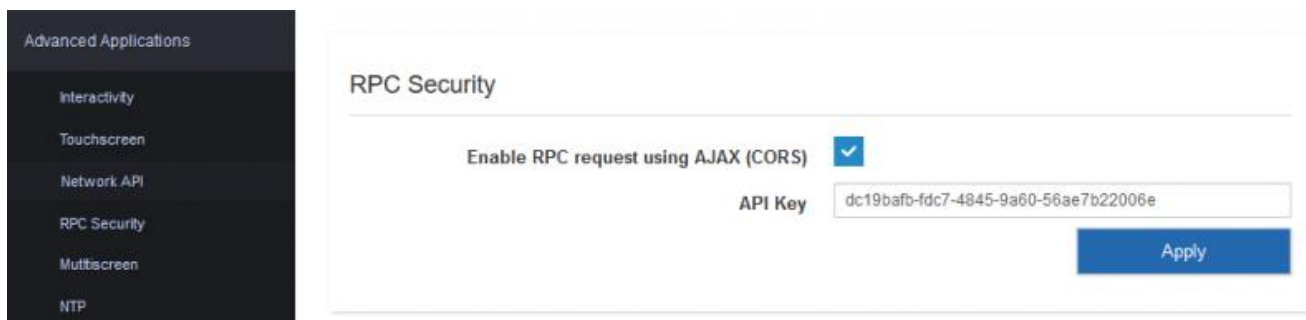 Advanced Applications
Interactivity
Touchscreen
Network API
RPC Security
Multtiscreen
NTP
RPC Security
Enable RPC request using AJAX (CORS)
API Key
dc19bafb-fdc7-4845-9a60-56ae7b22006e
Apply